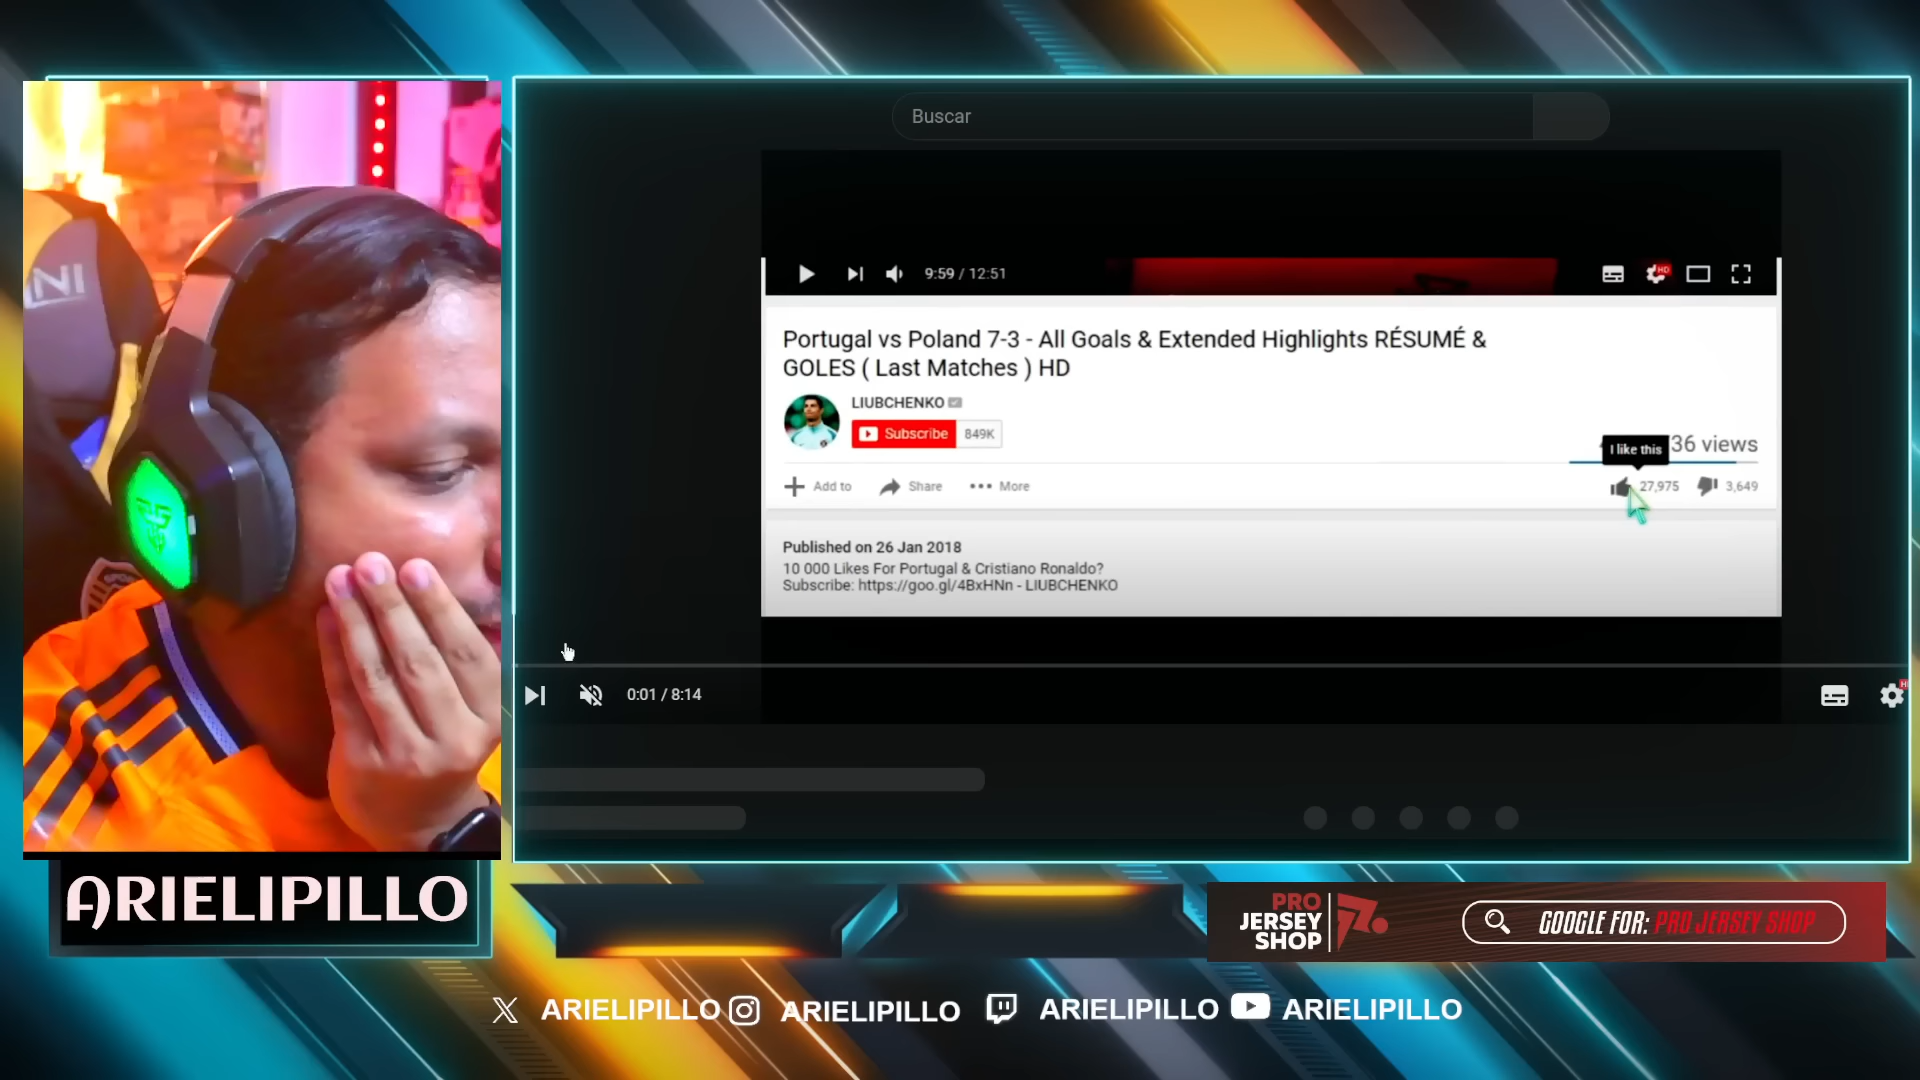 Buscar
9:59 / 12:51
HD
Portugal vs Poland 7-3 - All Goals & Extended Highlights RÉSUMÉ &
GOLES ( Last Matches ) HD
LIUBCHENKO
Subscribe 849K
36 views
I like this
Add to Share More 27,975 3,649
Published on 26 Jan 2018
10 000 Likes For Portugal & Cristiano Ronaldo?
Subscribe: https://goo.gl/4BxHNn - LIUBCHENKO
0:01 / 8:14
NI
ARIELIPILLO
PRO
JERSEY
SHOP
GOOGLE FOR: PRO JERSEY SHOP
ARIELIPILLO ARIELIPILLO ARIELIPILLO ARIELIPILLO